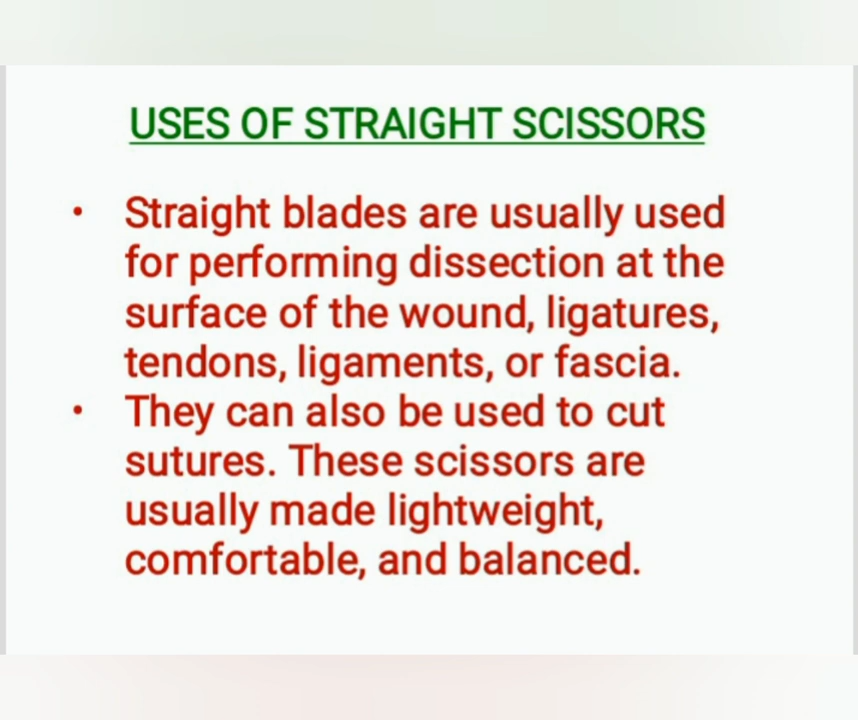 USES OF STRAIGHT SCISSORS
• Straight blades are usually used
for performing dissection at the
surface of the wound, ligatures,
tendons, ligaments, or fascia.
• They can also be used to cut
sutures. These scissors are
usually made lightweight,
comfortable, and balanced.